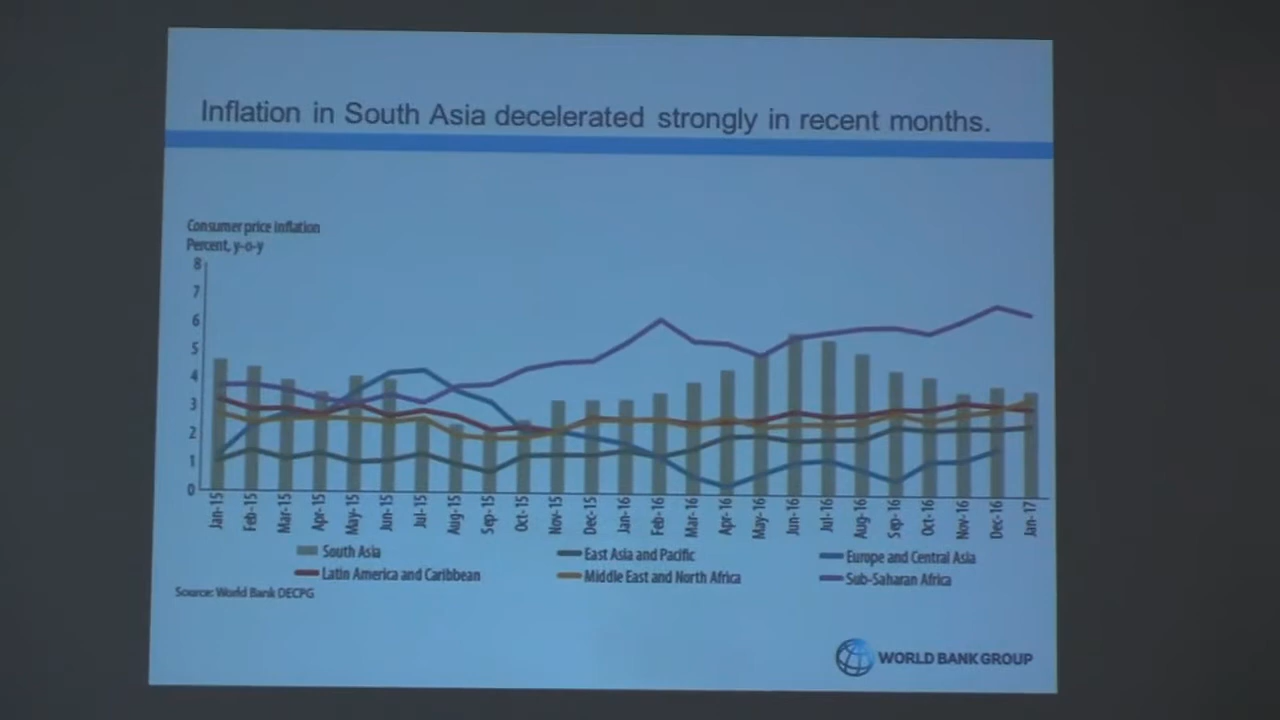 Inflation in South Asia decelerated strongly in recent months.
Consumer price inflation
Percent, y-o-y
8
7
6
5
4
3
2
1
0
Jan-15 Feb-15 Mar-15 Apr-15 May-15 Jun-15 Jul-15 Aug-15 Sep-15 Oct-15 Nov-15 Dec-15 Jan-16 Feb-16 Mar-16 Apr-16 May-16 Jun-16 Jul-16 Aug-16 Sep-16 Oct-16 Nov-16 Dec-16 Jan-17
South Asia East Asia and Pacific Europe and Central Asia
Latin America and Caribbean Middle East and North Africa Sub-Saharan Africa
Source: World Bank DECPG
WORLD BANK GROUP